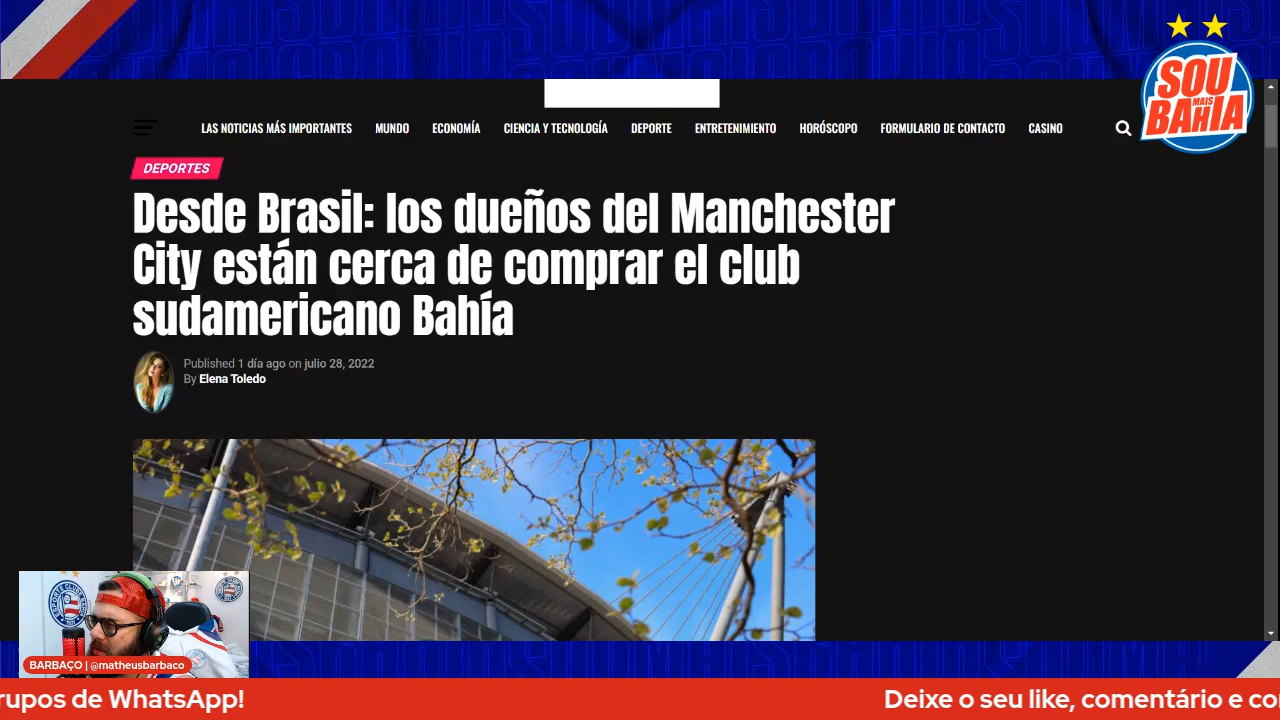 SOU
MAIS
BAHIA
LAS NOTICIAS MÁS IMPORTANTES MUNDO ECONOMÍA CIENCIA Y TECNOLOGÍA DEPORTE ENTRETENIMIENTO HORÓSCOPO FORMULARIO DE CONTACTO CASINO
DEPORTES
Desde Brasil: los dueños del Manchester
City están cerca de comprar el club
sudamericano Bahía
Published 1 día ago on julio 28, 2022
By Elena Toledo
BARBAÇO | @matheusbarbaco
rupos de WhatsApp! Deixe o seu like, comentário e co